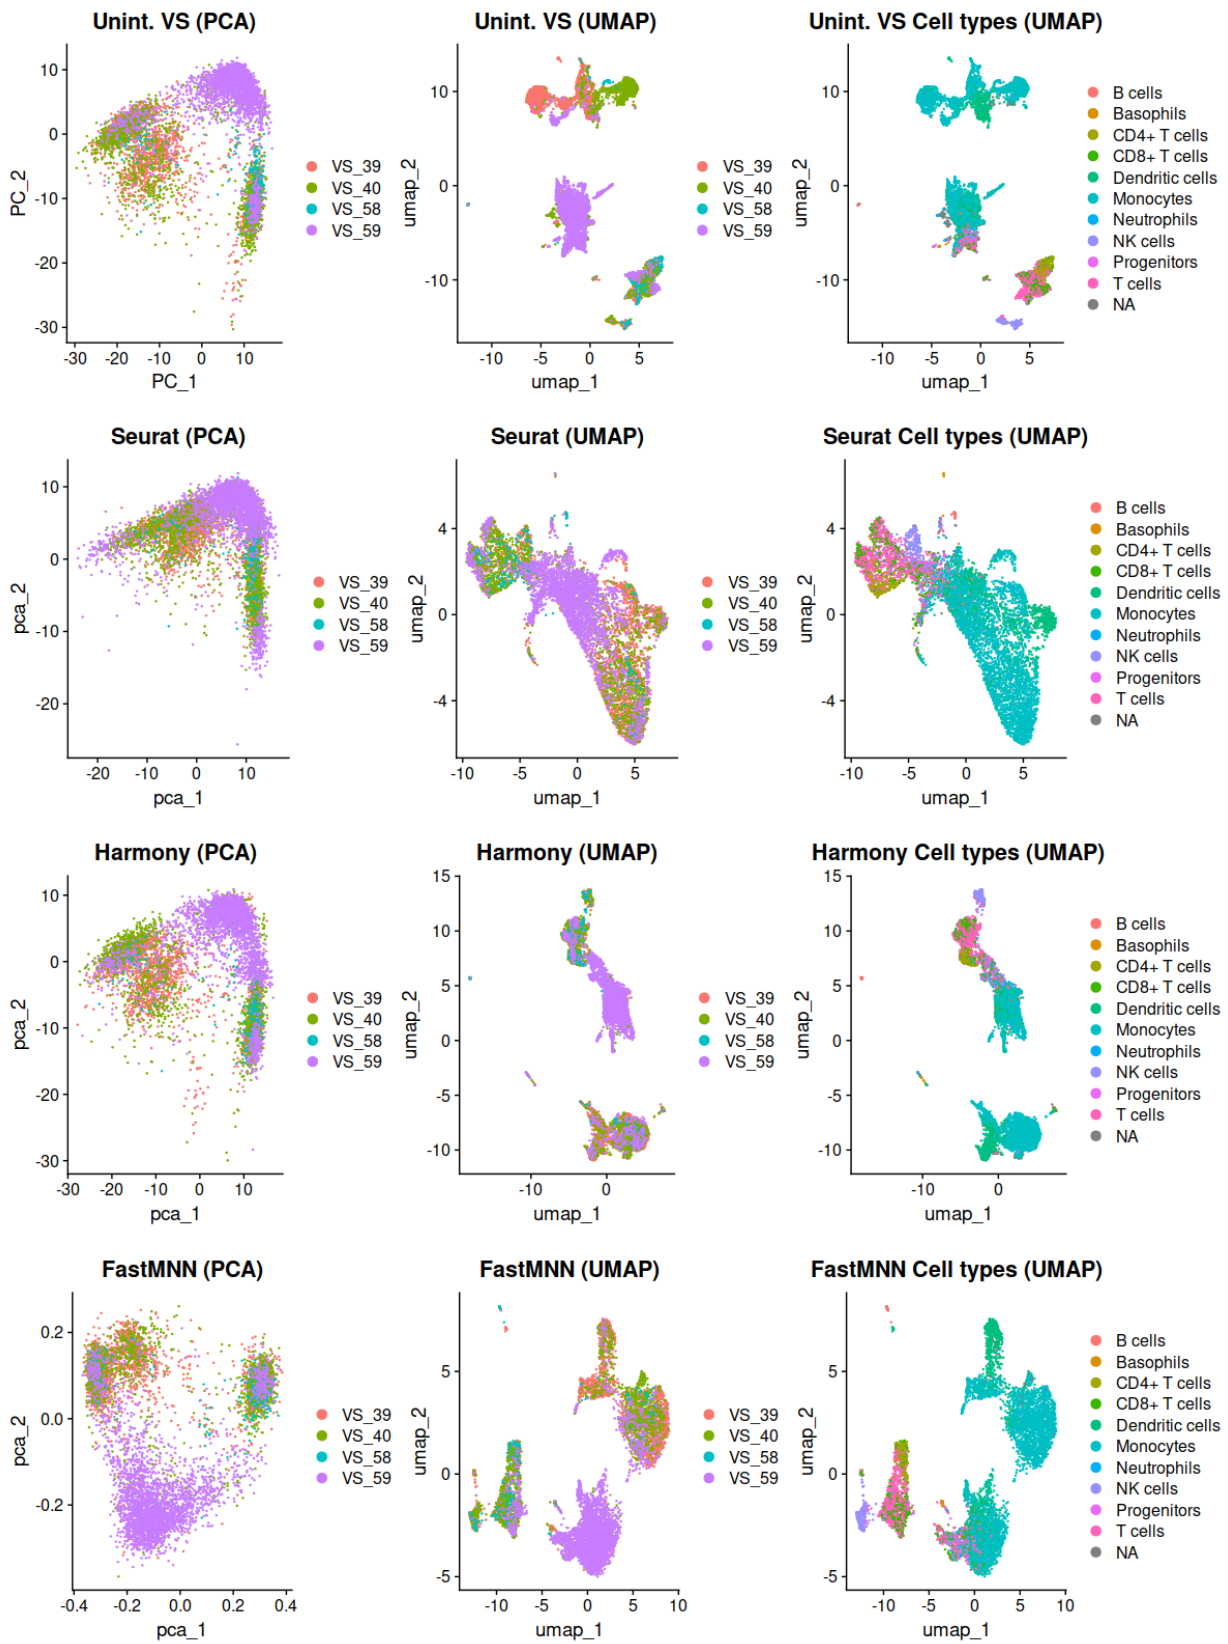 Unint. VS (PCA)
PC_2
10
0
-10
-20
-30
-30 -20 -10 0 10
PC_1
VS_39
VS_40
VS_58
VS_59
Unint. VS (UMAP)
umap_2
10
0
-10
-10 -5 0 5
umap_1
VS_39
VS_40
VS_58
VS_59
Unint. VS Cell types (UMAP)
umap_2
10
0
-10
-10 -5 0 5
umap_1
B cells
Basophils
CD4+ T cells
CD8+ T cells
Dendritic cells
Monocytes
Neutrophils
NK cells
Progenitors
T cells
NA
Seurat (PCA)
pca_2
10
0
-10
-20
-20 -10 0 10
pca_1
VS_39
VS_40
VS_58
VS_59
Seurat (UMAP)
umap_2
4
0
-4
-10 -5 0 5
umap_1
VS_39
VS_40
VS_58
VS_59
Seurat Cell types (UMAP)
umap_2
4
0
-4
-10 -5 0 5
umap_1
B cells
Basophils
CD4+ T cells
CD8+ T cells
Dendritic cells
Monocytes
Neutrophils
NK cells
Progenitors
T cells
NA
Harmony (PCA)
pca_2
10
0
-10
-20
-30
-30 -20 -10 0 10
pca_1
VS_39
VS_40
VS_58
VS_59
Harmony (UMAP)
umap_2
15
10
5
0
-5
-10
-10 0
umap_1
VS_39
VS_40
VS_58
VS_59
Harmony Cell types (UMAP)
umap_2
15
10
5
0
-5
-10
-10 0
umap_1
B cells
Basophils
CD4+ T cells
CD8+ T cells
Dendritic cells
Monocytes
Neutrophils
NK cells
Progenitors
T cells
NA
FastMNN (PCA)
pca_2
0.2
0.0
-0.2
-0.4 -0.2 0.0 0.2 0.4
pca_1
VS_39
VS_40
VS_58
VS_59
FastMNN (UMAP)
umap_2
5
0
-5
-10 -5 0 5 10
umap_1
VS_39
VS_40
VS_58
VS_59
FastMNN Cell types (UMAP)
umap_2
5
0
-5
-10 -5 0 5 10
umap_1
B cells
Basophils
CD4+ T cells
CD8+ T cells
Dendritic cells
Monocytes
Neutrophils
NK cells
Progenitors
T cells
NA